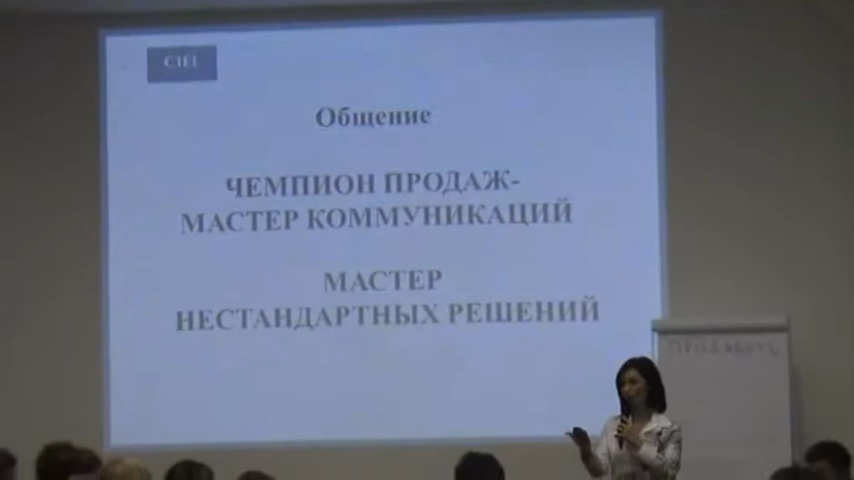 CIEL
Общение
ЧЕМПИОН ПРОДАЖ-
МАСТЕР КОММУНИКАЦИЙ
МАСТЕР
НЕСТАНДАРТНЫХ РЕШЕНИЙ